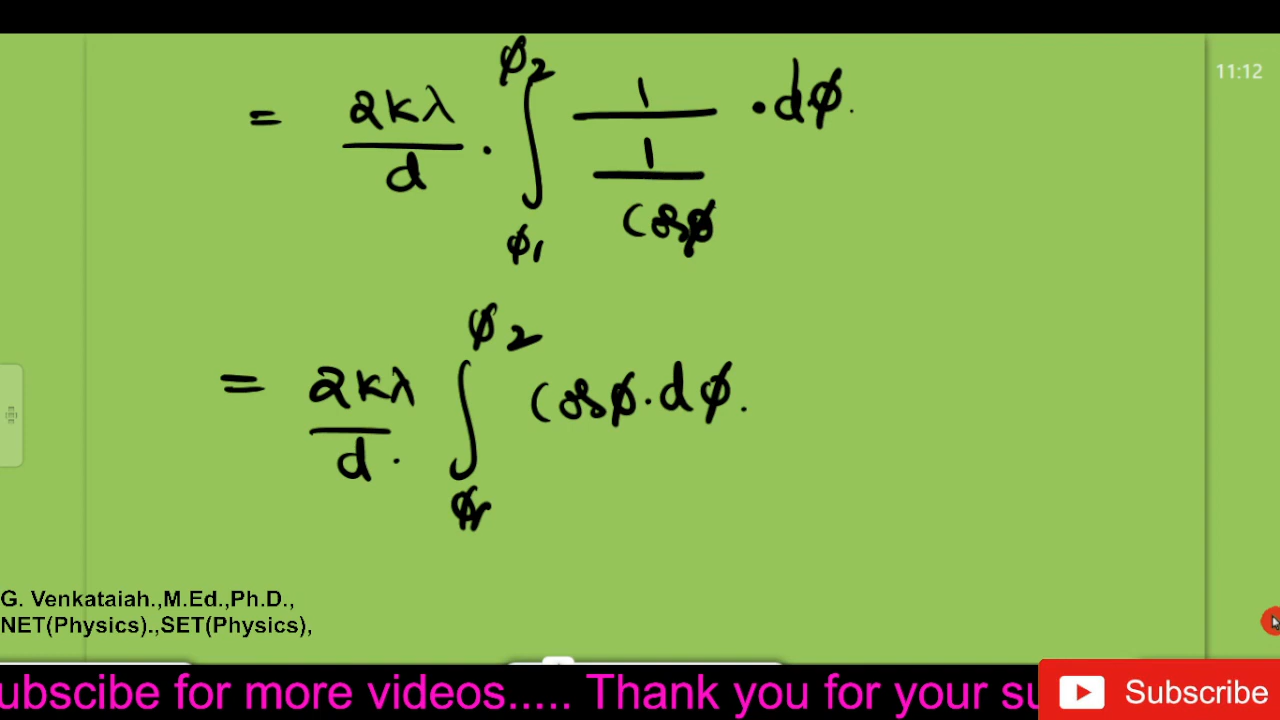 11:12
= 2kλ/d · ∫_{ϕ1}^{ϕ2} 1/(1/cosϕ) · dϕ.
= 2kλ/d · ∫_{ϕ1}^{ϕ2} cosϕ · dϕ.
G. Venkataiah.,M.Ed.,Ph.D.,
NET(Physics).,SET(Physics),
ubscibe for more videos..... Thank you for your su
Subscribe